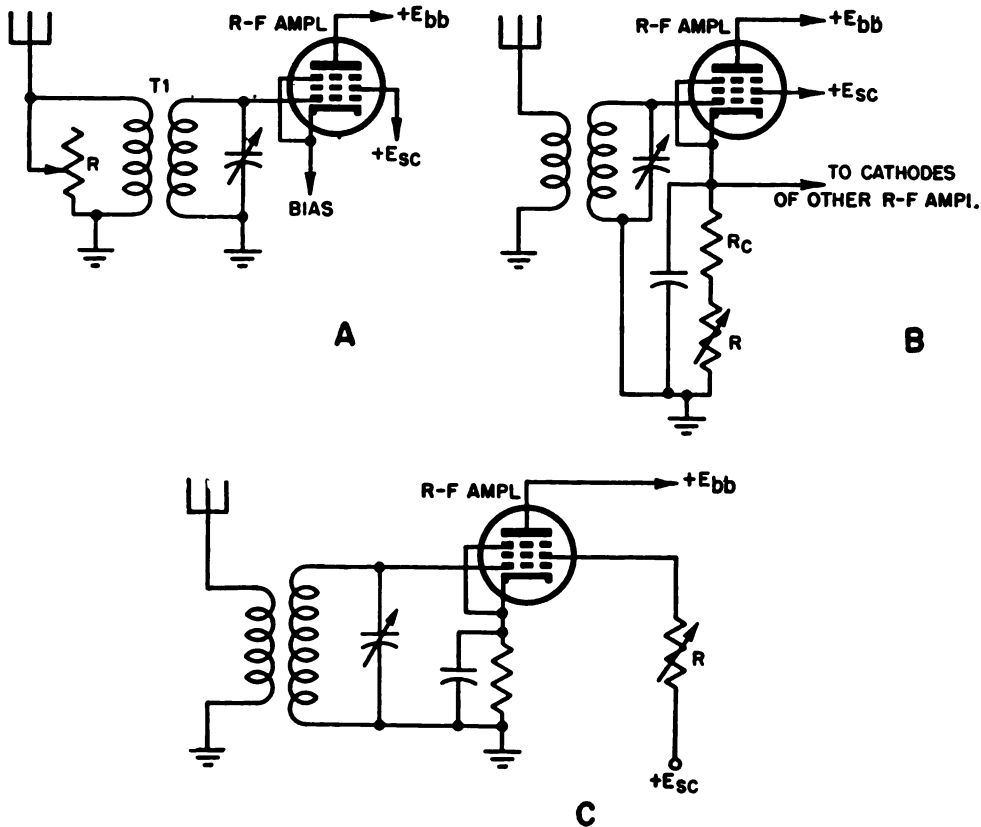 R-F AMPL
+Ebb
T1
R
+Esc
BIAS
A
R-F AMPL
+Ebb
+Esc
TO CATHODES
OF OTHER R-F AMPL.
Rc
R
B
R-F AMPL
+Ebb
R
+Esc
C